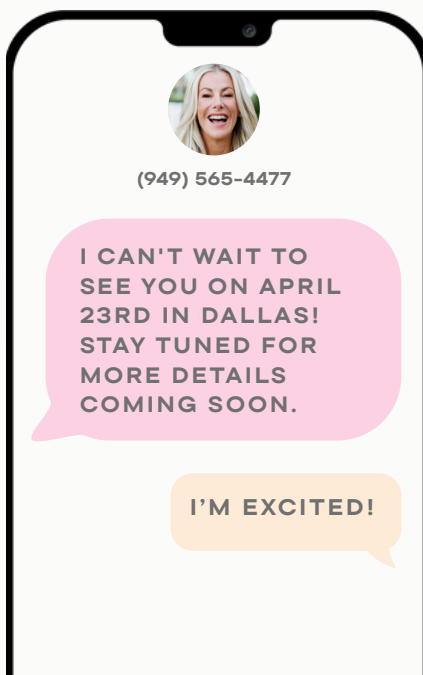 (949) 565-4477
I CAN'T WAIT TO
SEE YOU ON APRIL
23RD IN DALLAS!
STAY TUNED FOR
MORE DETAILS
COMING SOON.
I'M EXCITED!